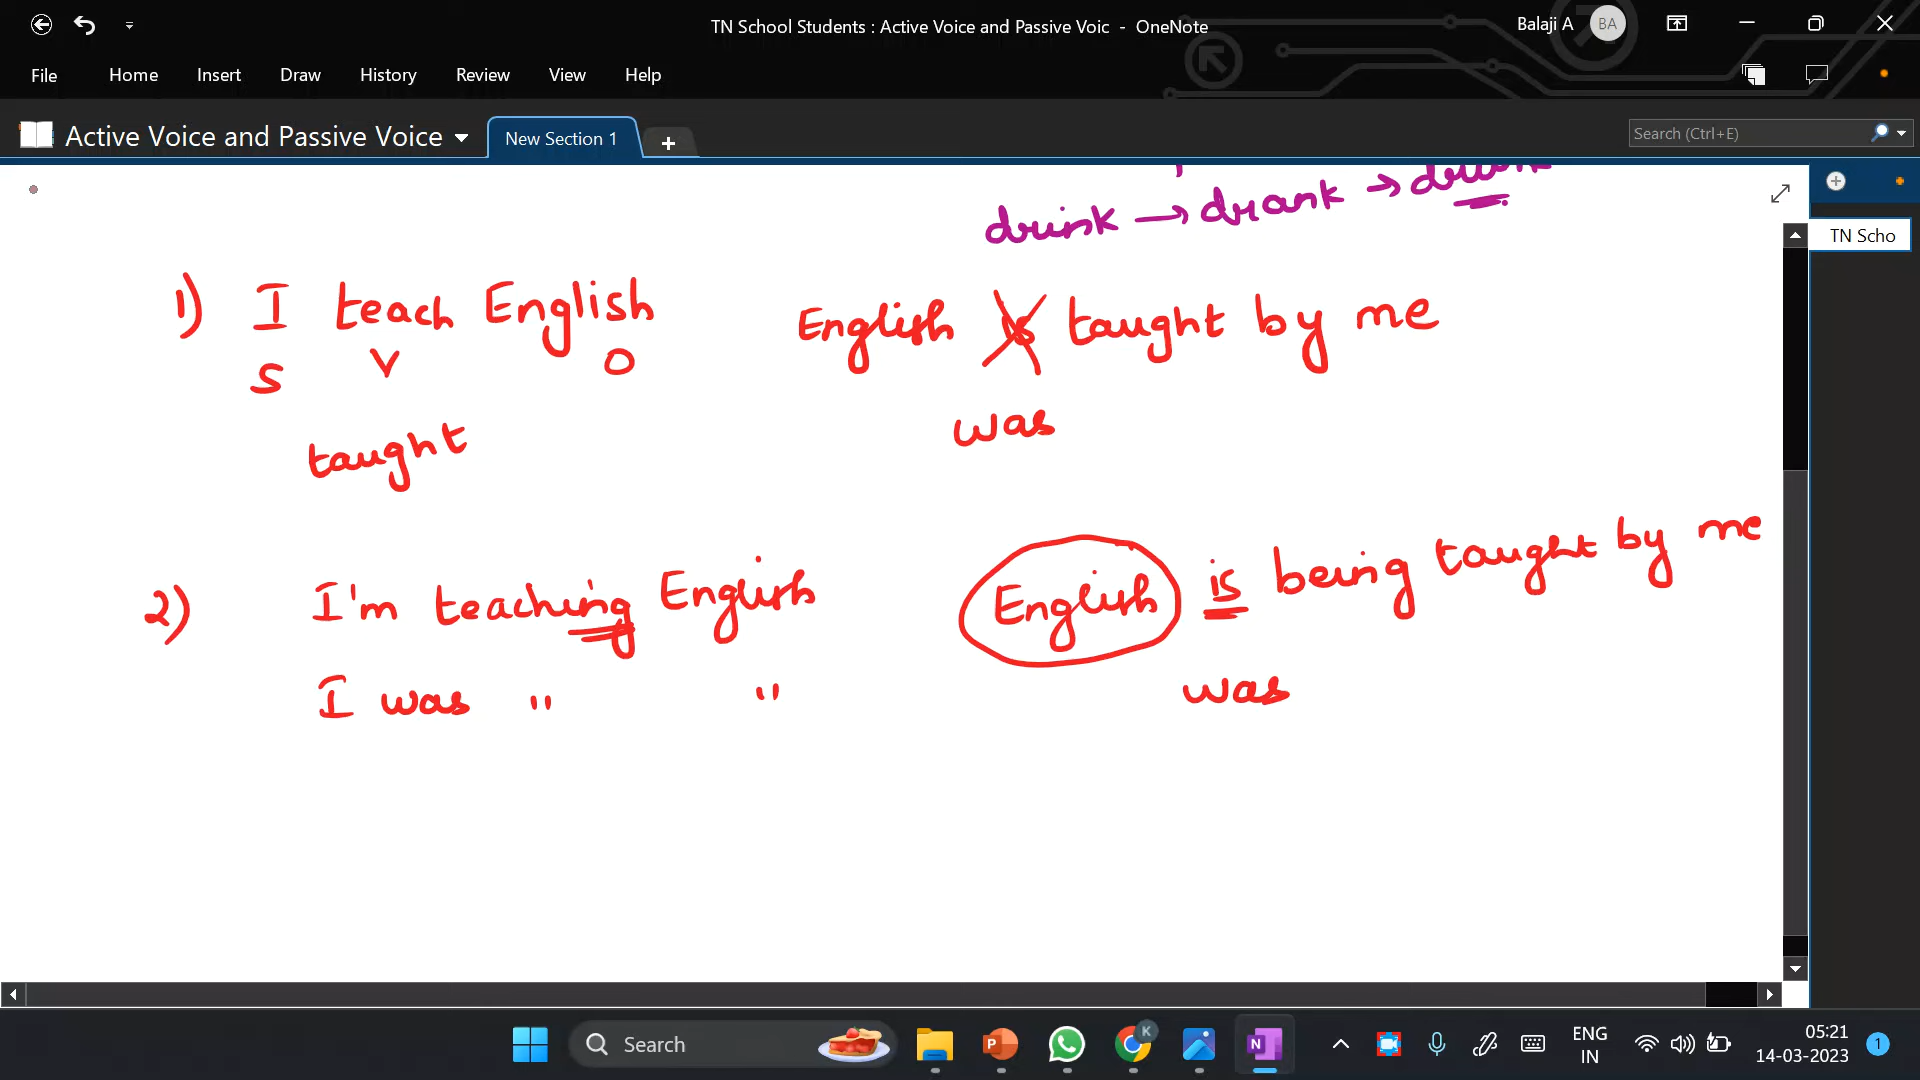 TN School Students : Active Voice and Passive Voic - OneNote
Balaji A BA
File Home Insert Draw History Review View Help
Active Voice and Passive Voice New Section 1 +
Search (Ctrl+E)
TN Scho
drink → drank → drunk
1) I teach English English is taught by me
S V O
was
taught
2) I'm teaching English English is being taught by me
I was " " was
Search
P
K
N
ENG
IN
05:21
14-03-2023
1